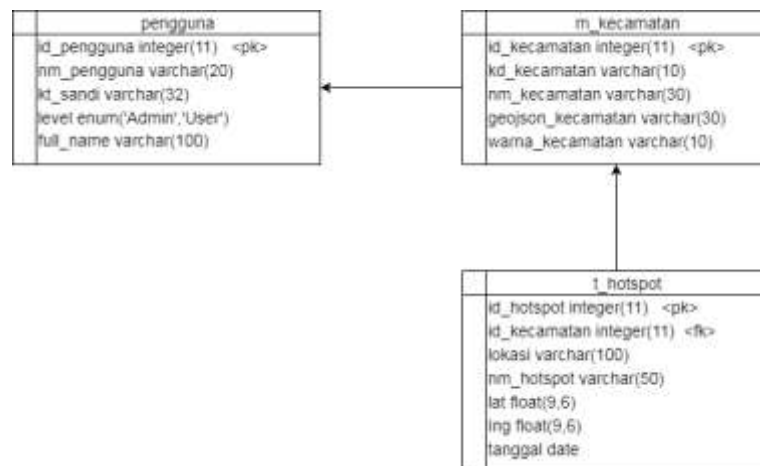 pengguna
id_pengguna integer(11) <pk>
nm_pengguna varchar(20)
kt_sandi varchar(32)
level enum('Admin','User')
full_name varchar(100)
m_kecamatan
id_kecamatan integer(11) <pk>
kd_kecamatan varchar(10)
nm_kecamatan varchar(30)
geojson_kecamatan varchar(30)
warna_kecamatan varchar(10)
t_hotspot
id_hotspot integer(11) <pk>
id_kecamatan integer(11) <fk>
lokasi varchar(100)
nm_hotspot varchar(50)
lat float(9,6)
lng float(9,6)
tanggal date